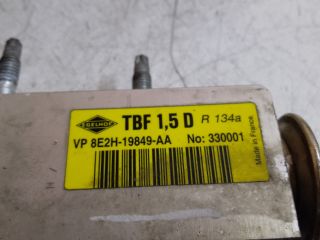 EGELHOF
TBF 1,5 D R 134a
VP 8E2H-19849-AA No: 330001
Made in France